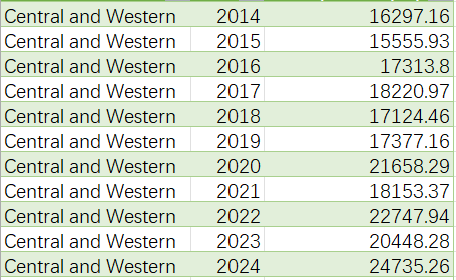 Central and Western 2014 16297.16
Central and Western 2015 15555.93
Central and Western 2016 17313.8
Central and Western 2017 18220.97
Central and Western 2018 17124.46
Central and Western 2019 17377.16
Central and Western 2020 21658.29
Central and Western 2021 18153.37
Central and Western 2022 22747.94
Central and Western 2023 20448.28
Central and Western 2024 24735.26